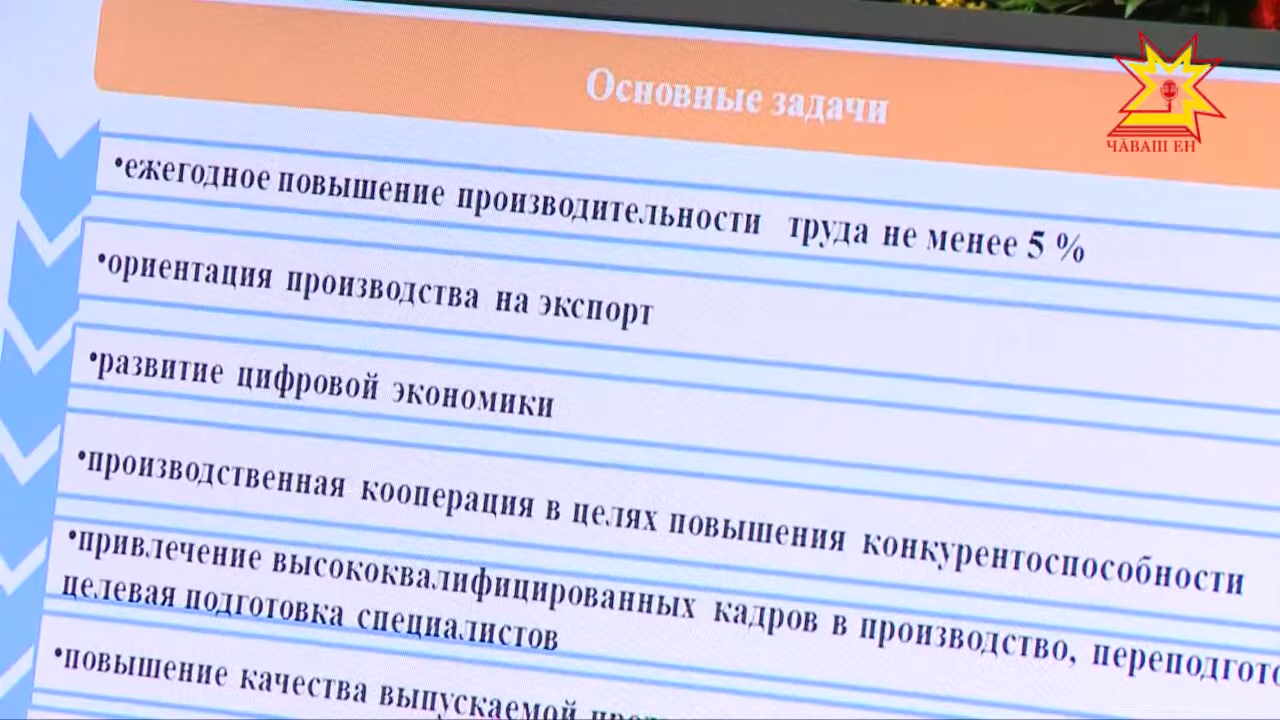 Основные задачи
ЧӐВАШ ЕН
•ежегодное повышение производительности труда не менее 5 %
•ориентация производства на экспорт
•развитие цифровой экономики
•производственная кооперация в целях повышения конкурентоспособности
•привлечение высококвалифицированных кадров в производство,
целевая подготовка специалистов
•повышение качества выпускаемой